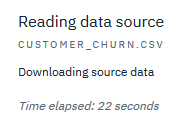 Reading data source
CUSTOMER_CHURN.CSV
Downloading source data
Time elapsed: 22 seconds